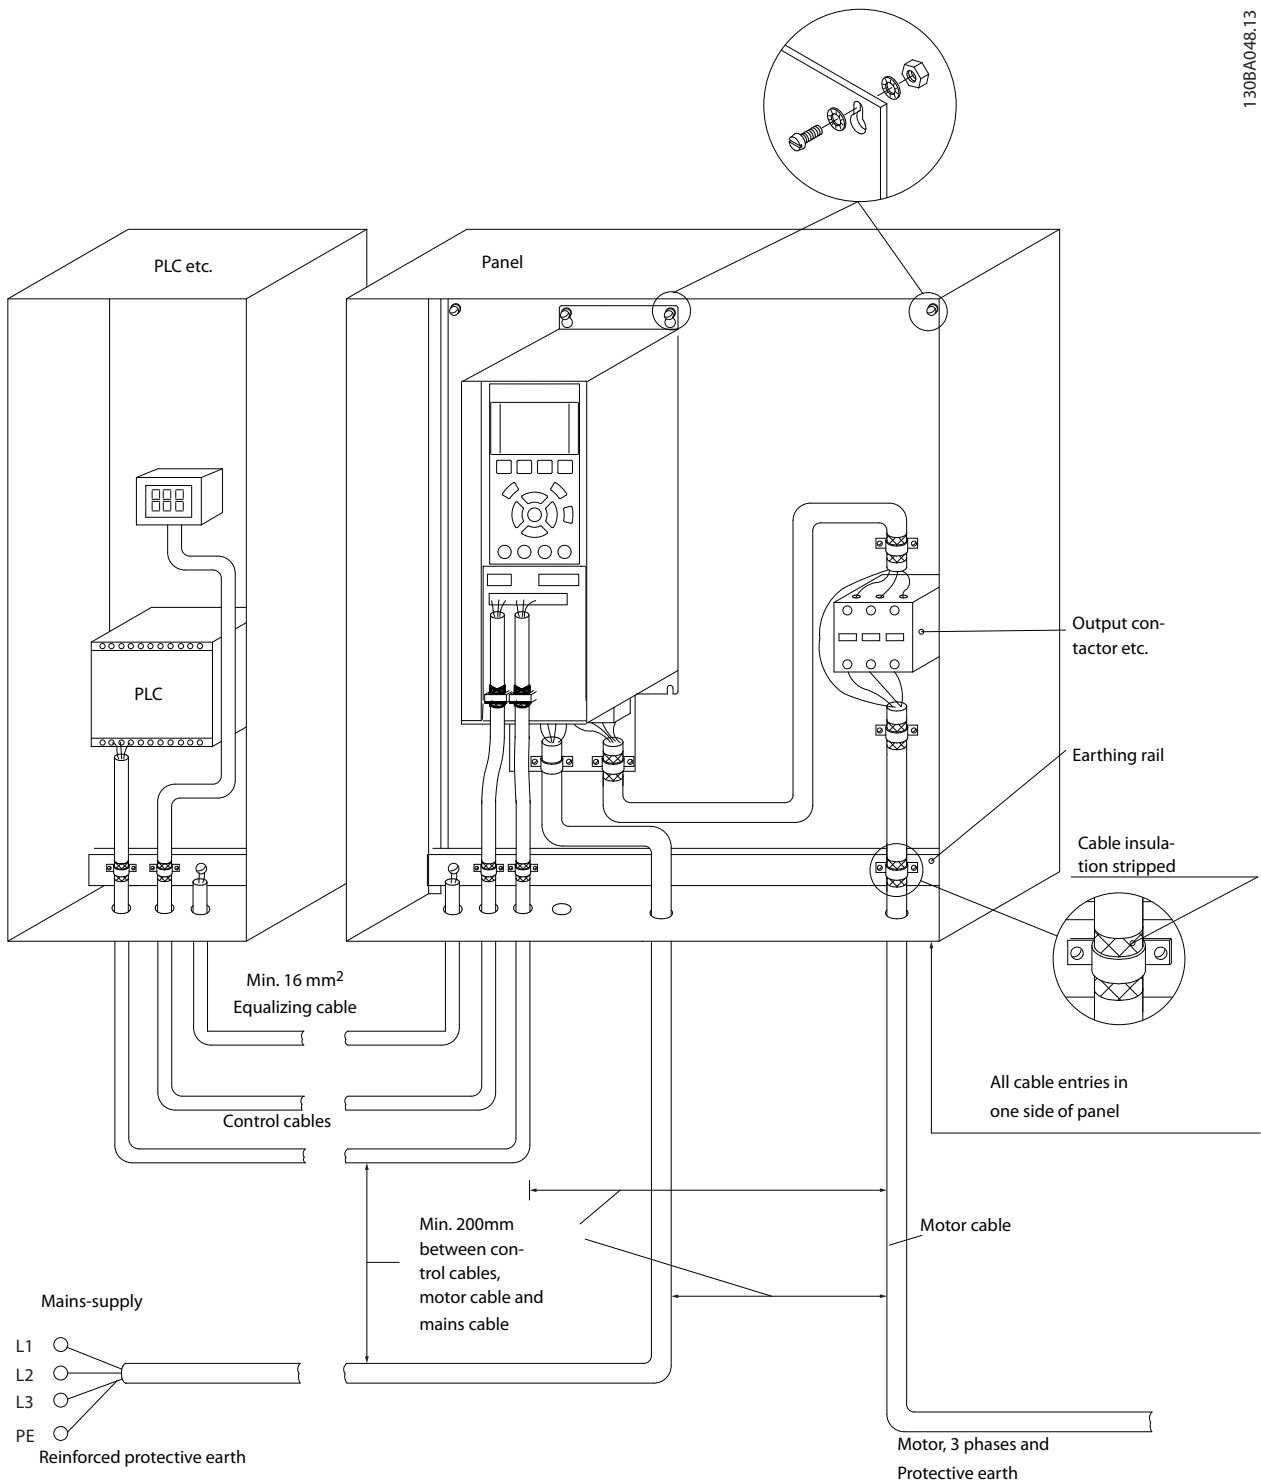 130BA048.13
PLC etc.
Panel
PLC
Output con-
tactor etc.
Earthing rail
Cable insula-
tion stripped
Min. 16 mm²
Equalizing cable
All cable entries in
one side of panel
Control cables
Min. 200mm
between con-
trol cables,
motor cable and
mains cable
Motor cable
Mains-supply
L1
L2
L3
PE
Reinforced protective earth
Motor, 3 phases and
Protective earth